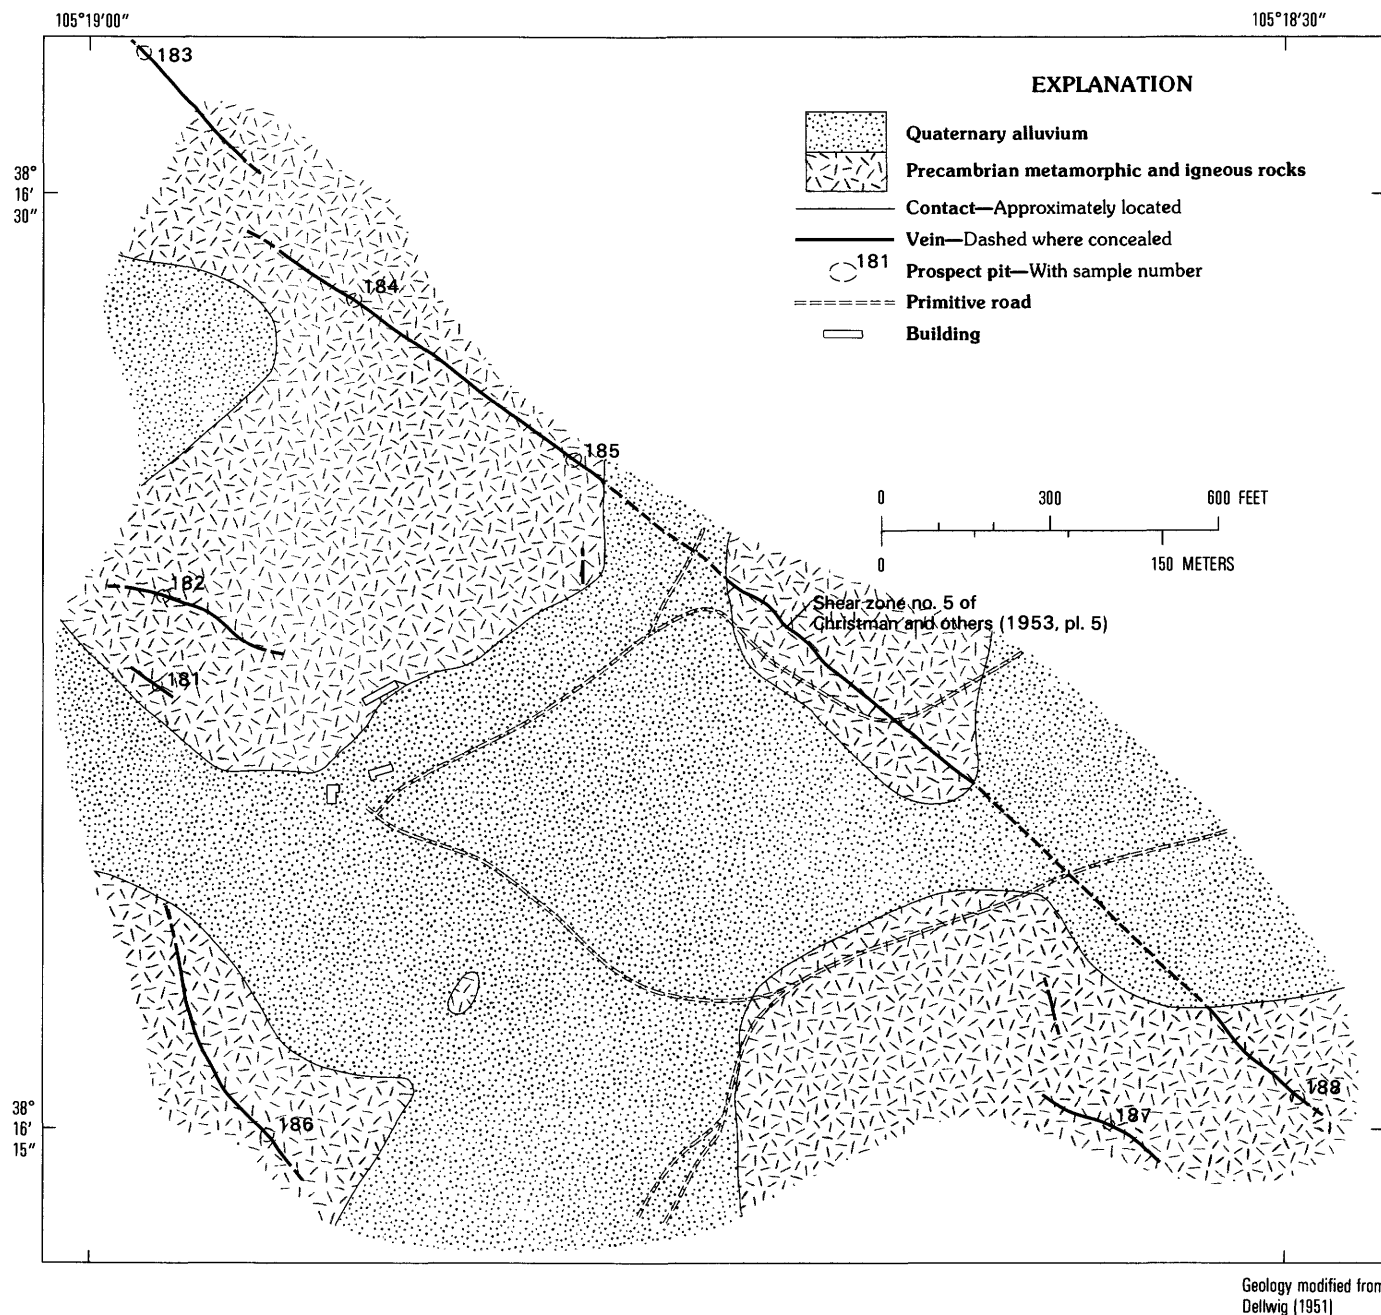 105°19'00"
105°18'30"
183
EXPLANATION
Quaternary alluvium
Precambrian metamorphic and igneous rocks
38°
16'
30"
Contact—Approximately located
Vein—Dashed where concealed
181
Prospect pit—With sample number
Primitive road
Building
184
185
0 300 600 FEET
0 150 METERS
182
Shear zone no. 5 of
Christman and others (1953, pl. 5)
181
38°
16'
15"
186
187
188
Geology modified from
Dellwig (1951)